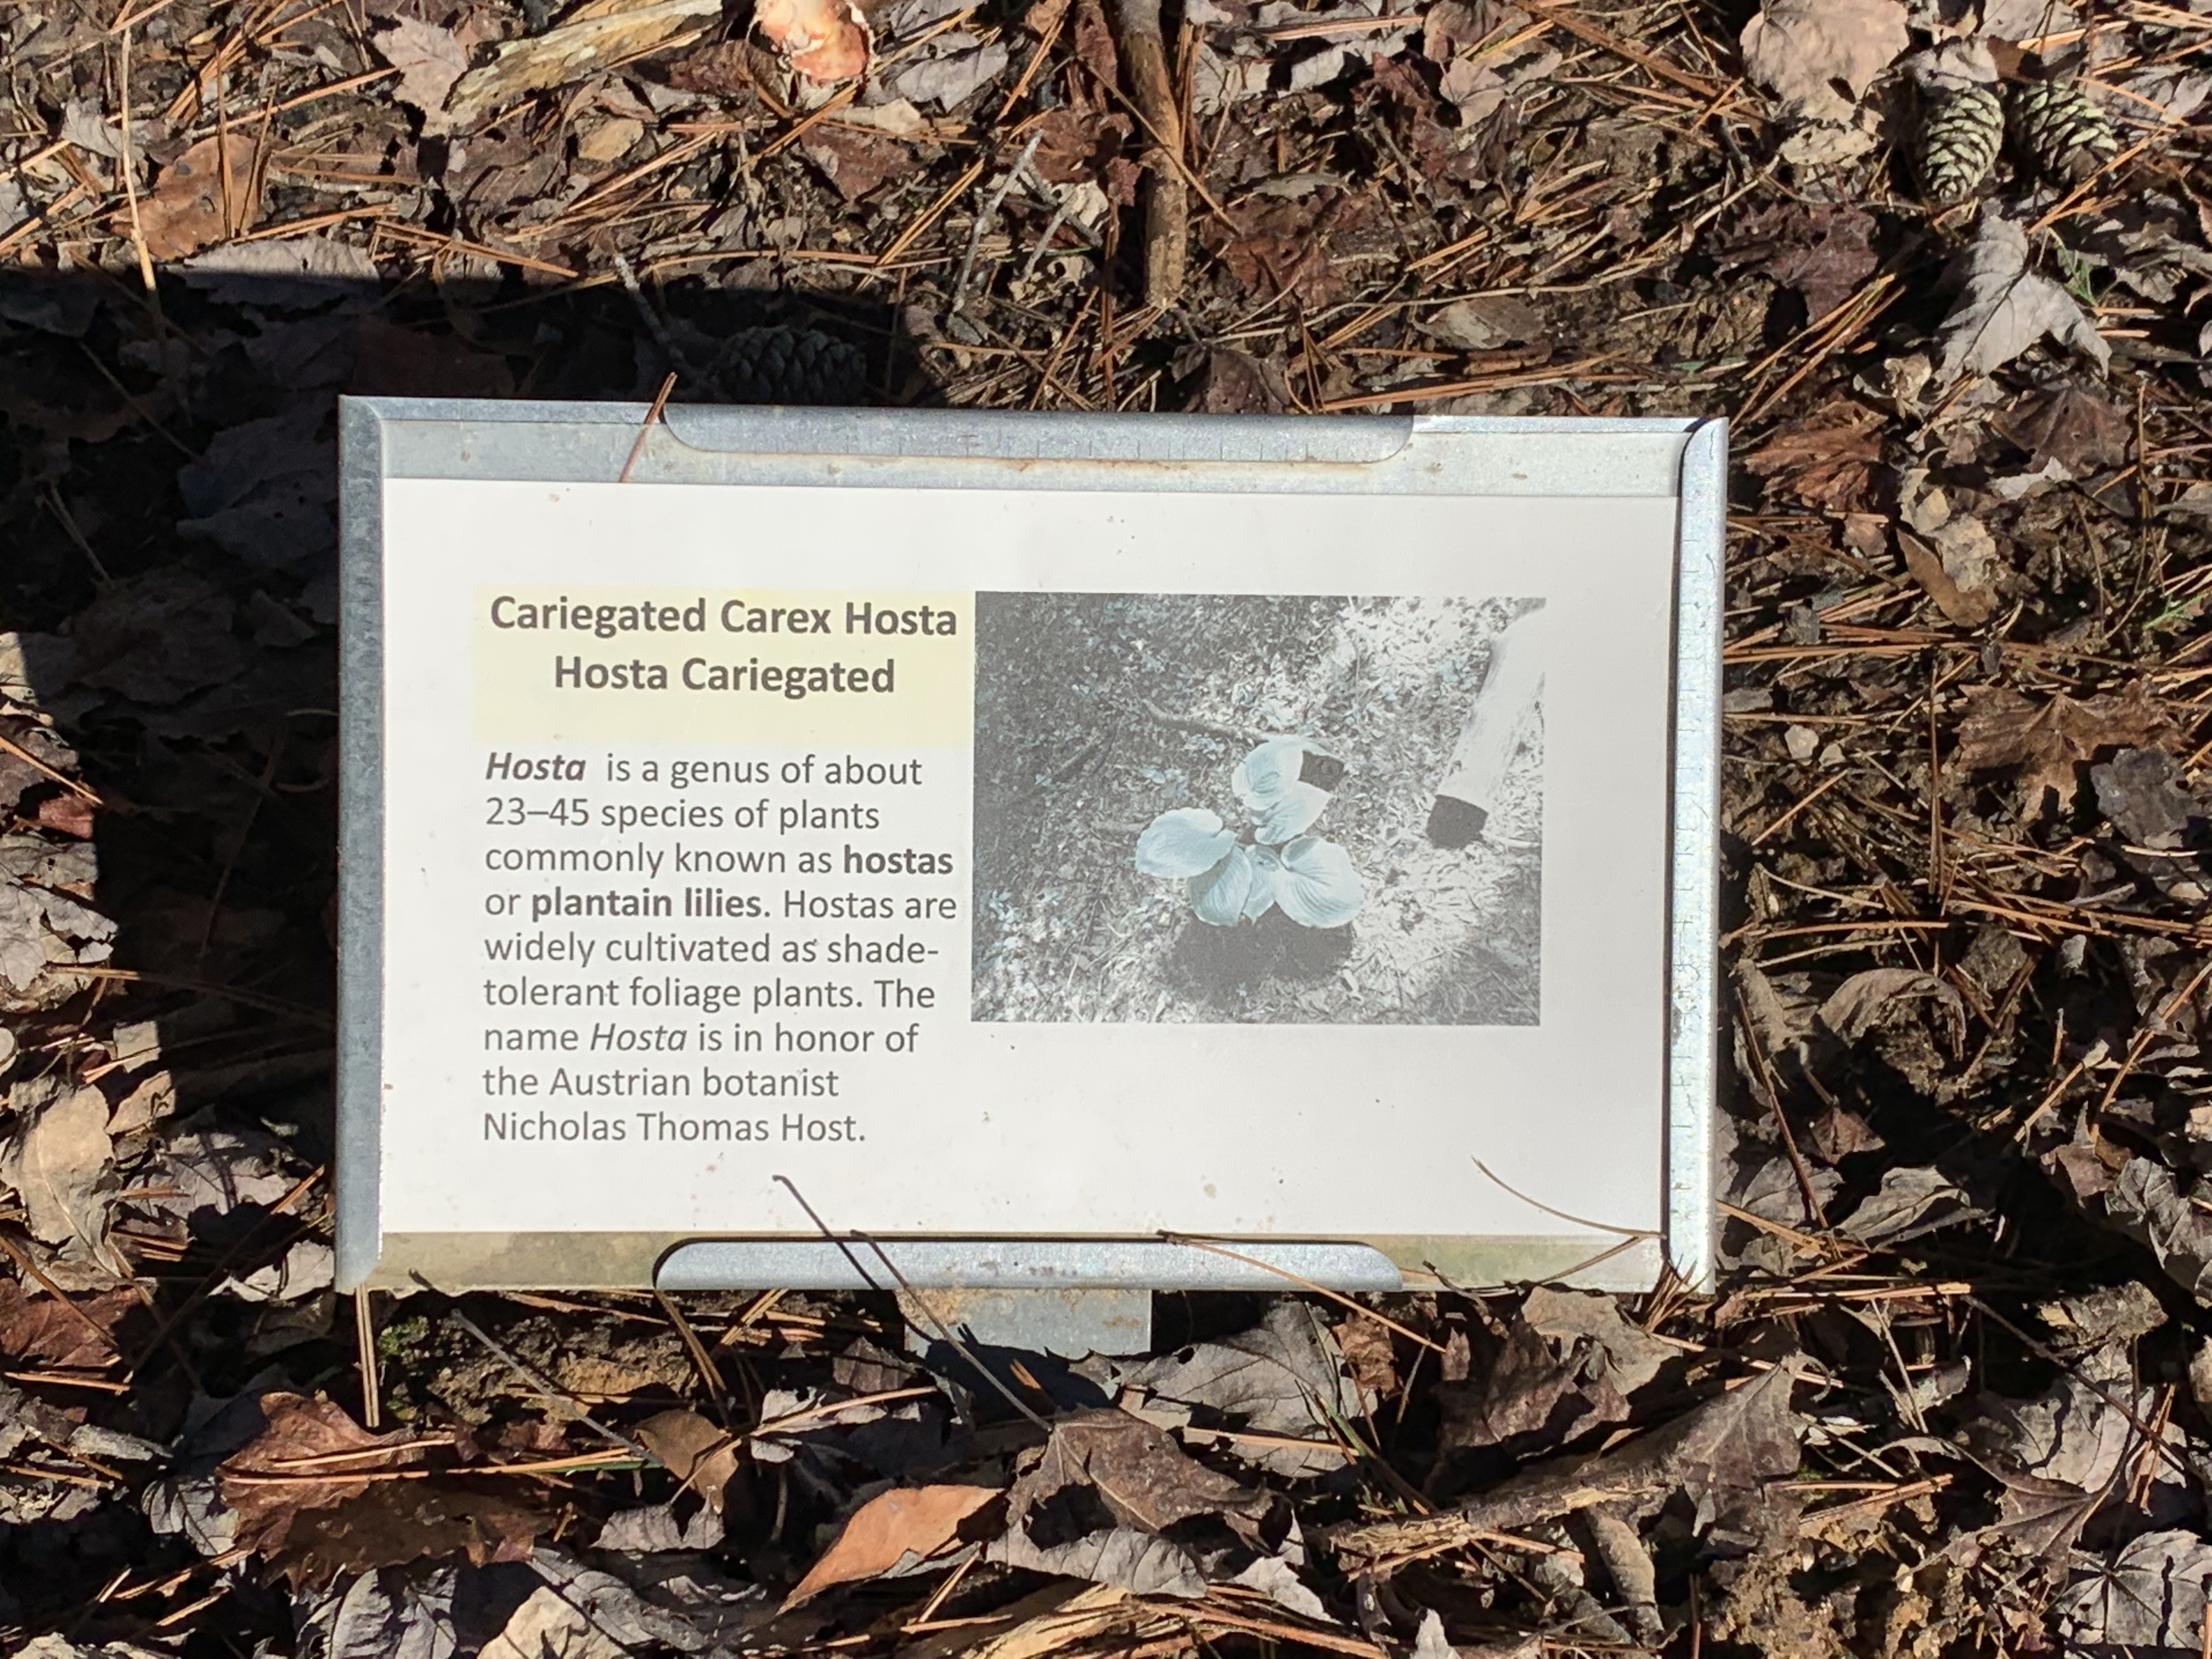 Cariegated Carex Hosta
Hosta Cariegated
Hosta is a genus of about
23–45 species of plants
commonly known as hostas
or plantain lilies. Hostas are
widely cultivated as shade-
tolerant foliage plants. The
name Hosta is in honor of
the Austrian botanist
Nicholas Thomas Host.